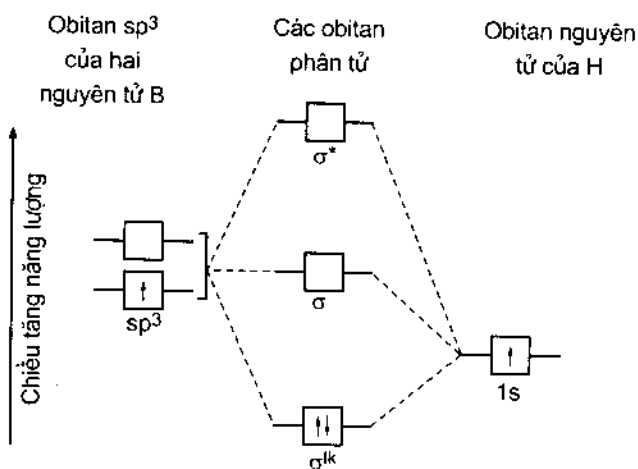 Obitan sp³
của hai
nguyên tử B
Các obitan
phân tử
Obitan nguyên
tử của H
Chiều tăng năng lượng
σ*
sp³
σ
1s
σˡᵏ